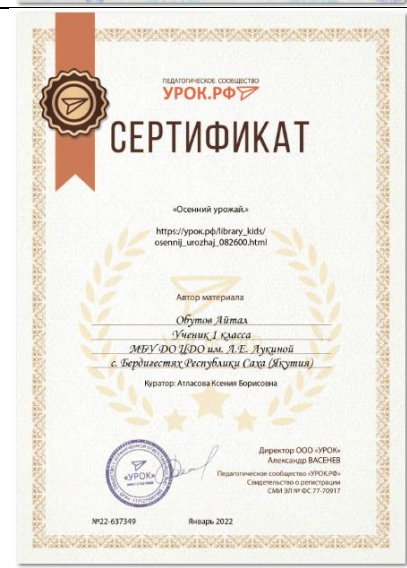 ПЕДАГОГИЧЕСКОЕ СООБЩЕСТВО
УРОК.РФ
СЕРТИФИКАТ
«Осенний урожай.»
https://урок.рф/library_kids/
osennij_urozhaj_082600.html
Автор материала
Обутов Айтал
Ученик 1 класса
МБУ ДО ЦДО им. Л.Е. Лукиной
с. Бердигестях Республики Саха (Якутия)
Куратор: Атласова Ксения Борисовна
«УРОК»
Директор ООО «УРОК»
Александр ВАСЕНЕВ
Педагогическое сообщество «УРОК.РФ»
Свидетельство о регистрации
СМИ ЭЛ № ФС 77-70917
№22-637349
Январь 2022